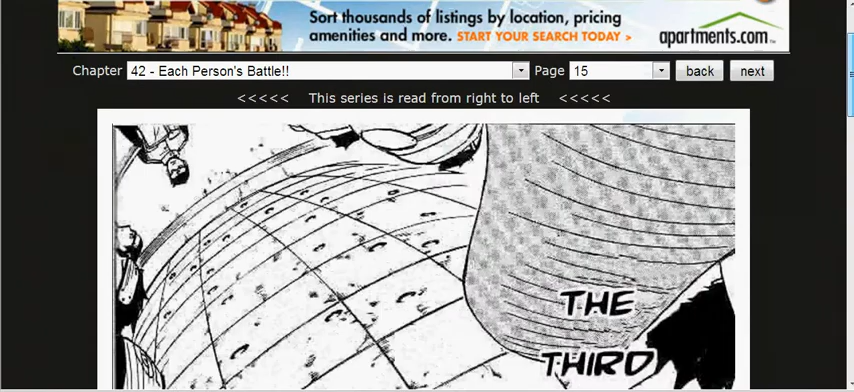 Sort thousands of listings by location, pricing
amenities and more. START YOUR SEARCH TODAY >
apartments.com™
Chapter 42 - Each Person's Battle!! Page 15 back next
<<<<< This series is read from right to left <<<<<
THE
THIRD